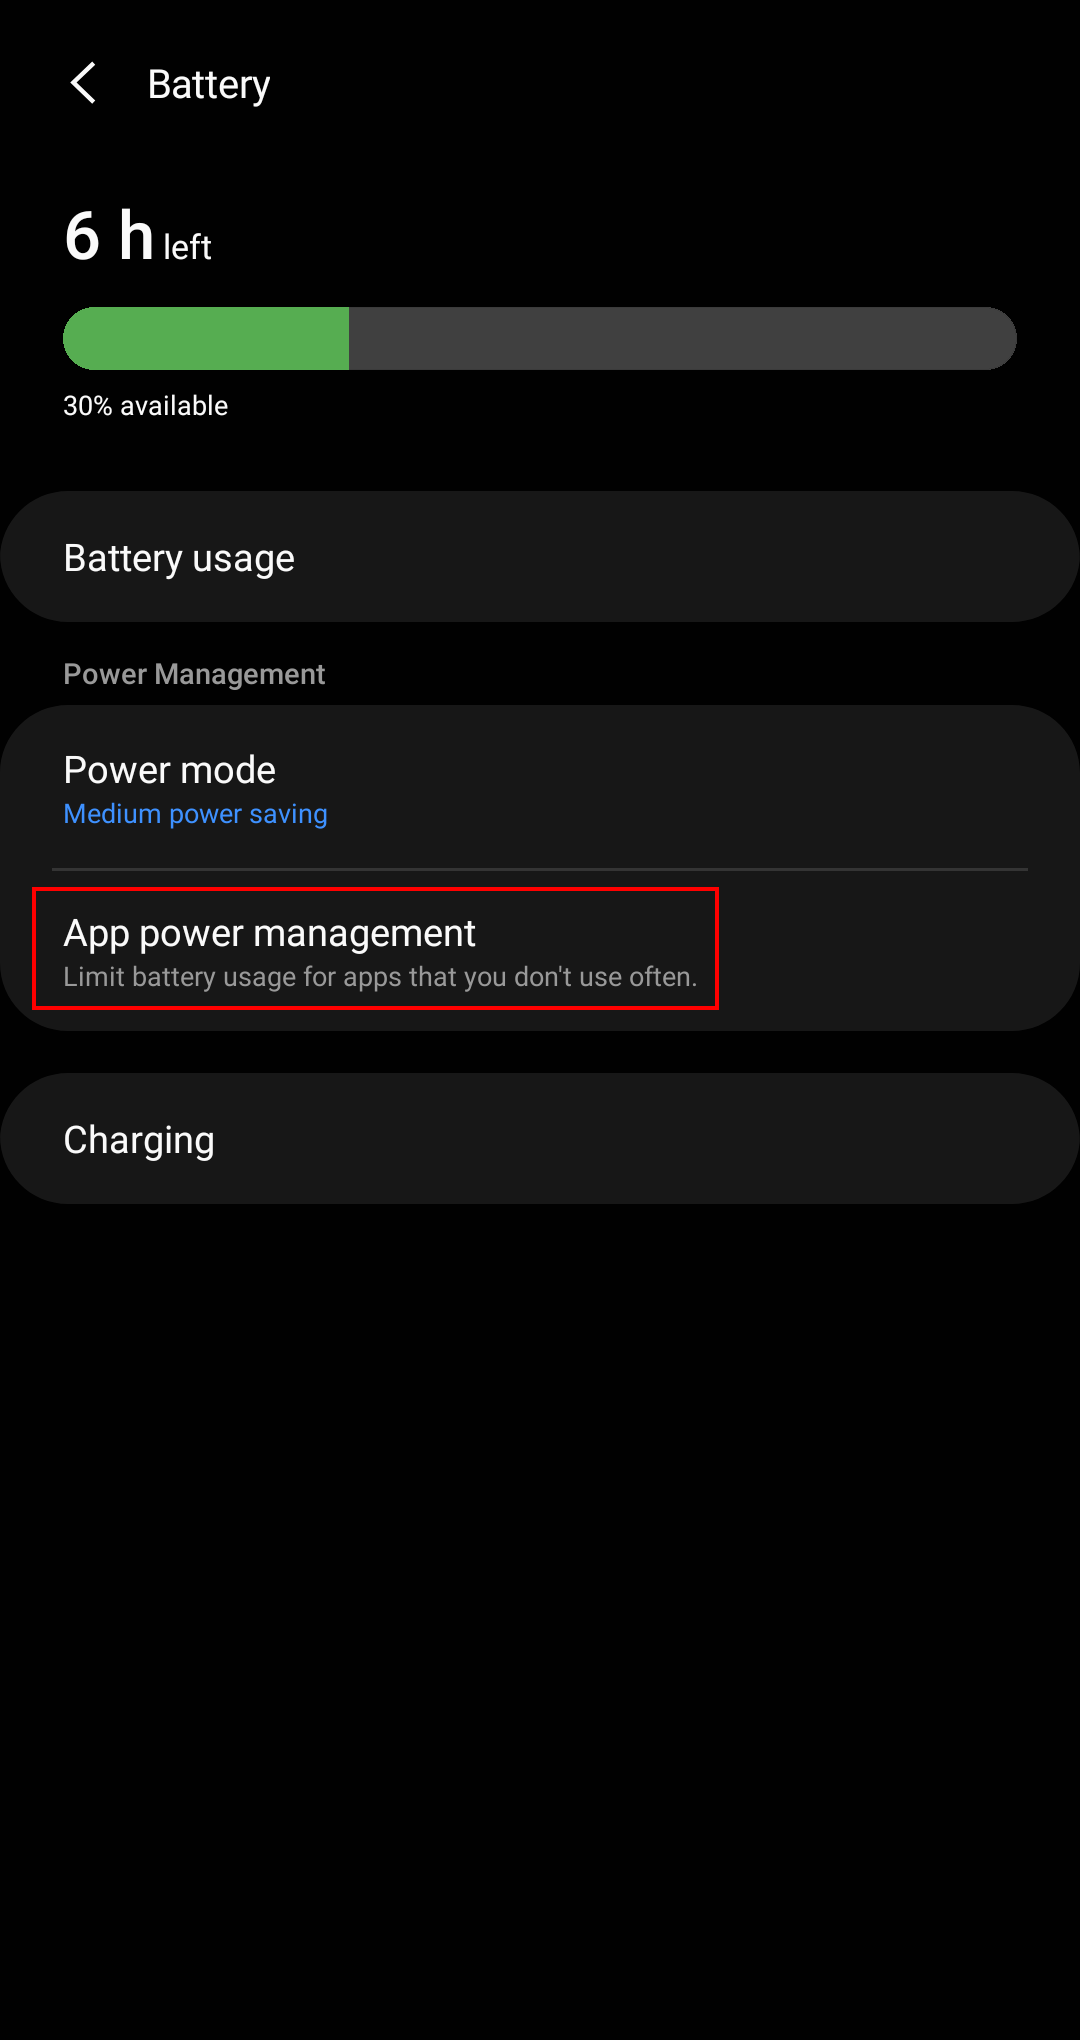 Battery
6 h left
30% available
Battery usage
Power Management
Power mode
Medium power saving
App power management
Limit battery usage for apps that you don't use often.
Charging